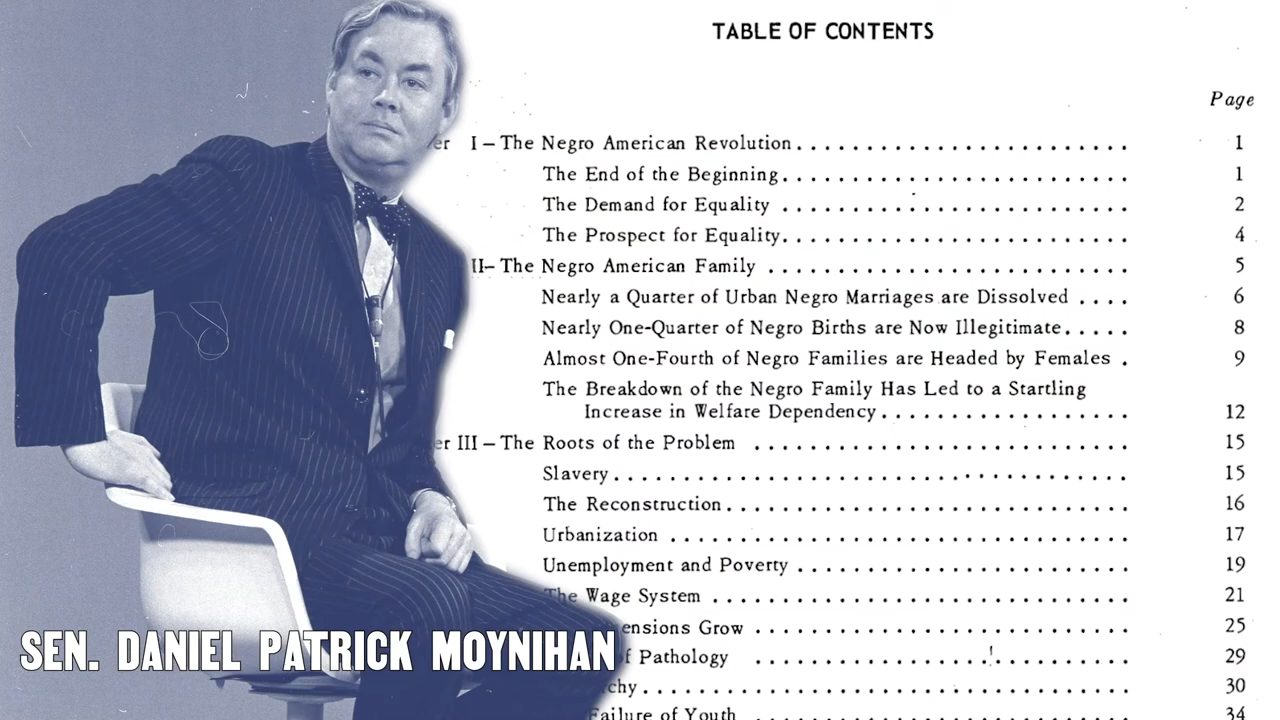 TABLE OF CONTENTS
Page
I – The Negro American Revolution . . . . . . . . . . . . . . . . . . . . . . . . 1
The End of the Beginning . . . . . . . . . . . . . . . . . . . . . . . . 1
The Demand for Equality . . . . . . . . . . . . . . . . . . . . . . . . 2
The Prospect for Equality . . . . . . . . . . . . . . . . . . . . . . . . 4
II – The Negro American Family . . . . . . . . . . . . . . . . . . . . . . . . 5
Nearly a Quarter of Urban Negro Marriages are Dissolved . . . . 6
Nearly One-Quarter of Negro Births are Now Illegitimate . . . . . 8
Almost One-Fourth of Negro Families are Headed by Females . 9
The Breakdown of the Negro Family Has Led to a Startling
Increase in Welfare Dependency . . . . . . . . . . . . . . . . . 12
III – The Roots of the Problem . . . . . . . . . . . . . . . . . . . . . . . . 15
Slavery . . . . . . . . . . . . . . . . . . . . . . . . 15
The Reconstruction . . . . . . . . . . . . . . . . . . . . . . . . 16
Urbanization . . . . . . . . . . . . . . . . . . . . . . . . 17
Unemployment and Poverty . . . . . . . . . . . . . . . . . . . . . . 19
The Wage System . . . . . . . . . . . . . . . . . . . . . . . . 21
Grow . . . . . . . . . . . . . . . . . . . . . . . . 25
of Pathology . . . . . . . . . . . . . . . . . . . . . . . . 29
30
Failure of Youth . . . . . . . . . . . . . . . . . . . . . . . . 34
SEN. DANIEL PATRICK MOYNIHAN